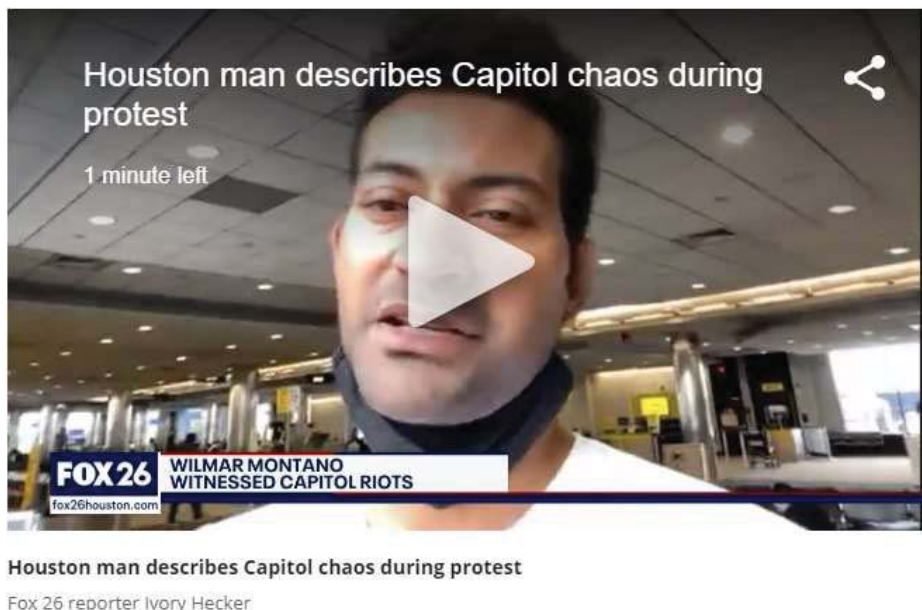 Houston man describes Capitol chaos during
protest
1 minute left
FOX 26
fox26houston.com
WILMAR MONTANO
WITNESSED CAPITOL RIOTS
Houston man describes Capitol chaos during protest
Fox 26 reporter Ivory Hecker